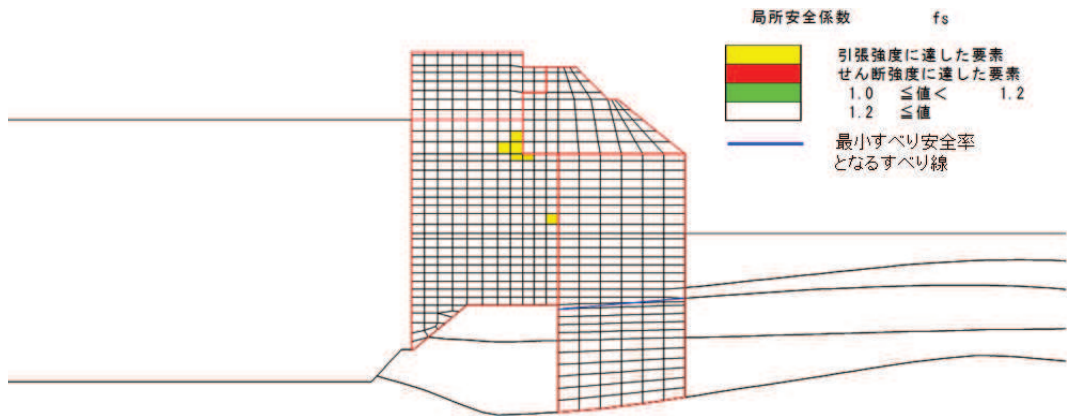 局所安全係数 fs
引張強度に達した要素
せん断強度に達した要素
1.0 ≦値< 1.2
1.2 ≦値
最小すべり安全率
となるすべり線